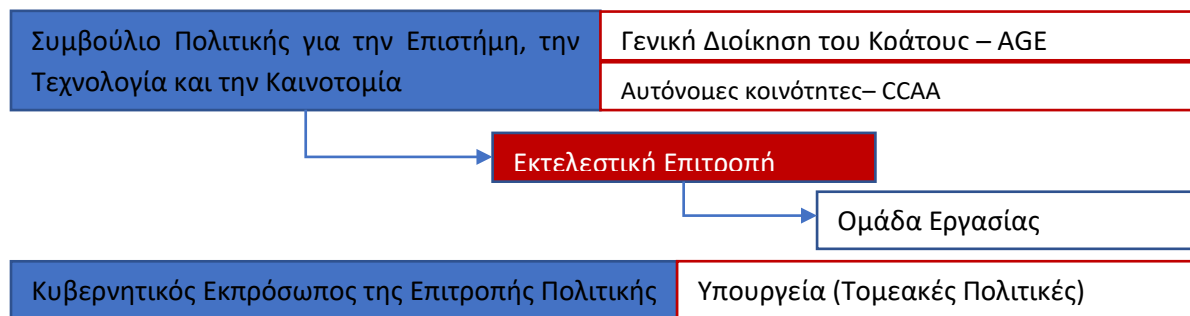 Συμβούλιο Πολιτικής για την Επιστήμη, την
Τεχνολογία και την Καινοτομία
Γενική Διοίκηση του Κράτους – AGE
Αυτόνομες κοινότητες– CCAA
Εκτελεστική Επιτροπή
Ομάδα Εργασίας
Κυβερνητικός Εκπρόσωπος της Επιτροπής Πολιτικής
Υπουργεία (Τομεακές Πολιτικές)